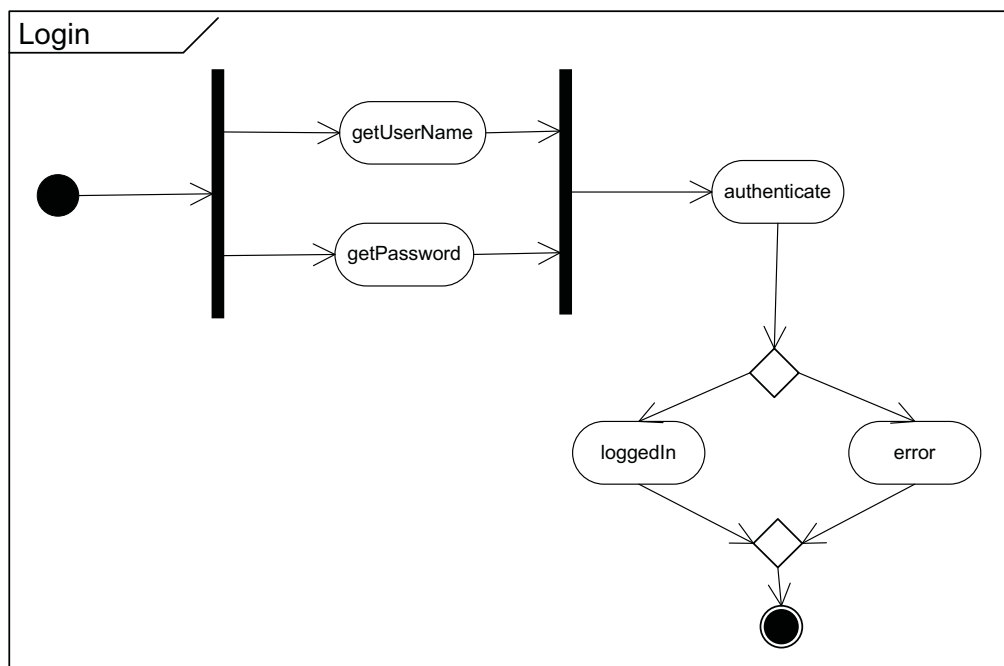 Login
getUserName
authenticate
getPassword
loggedIn
error